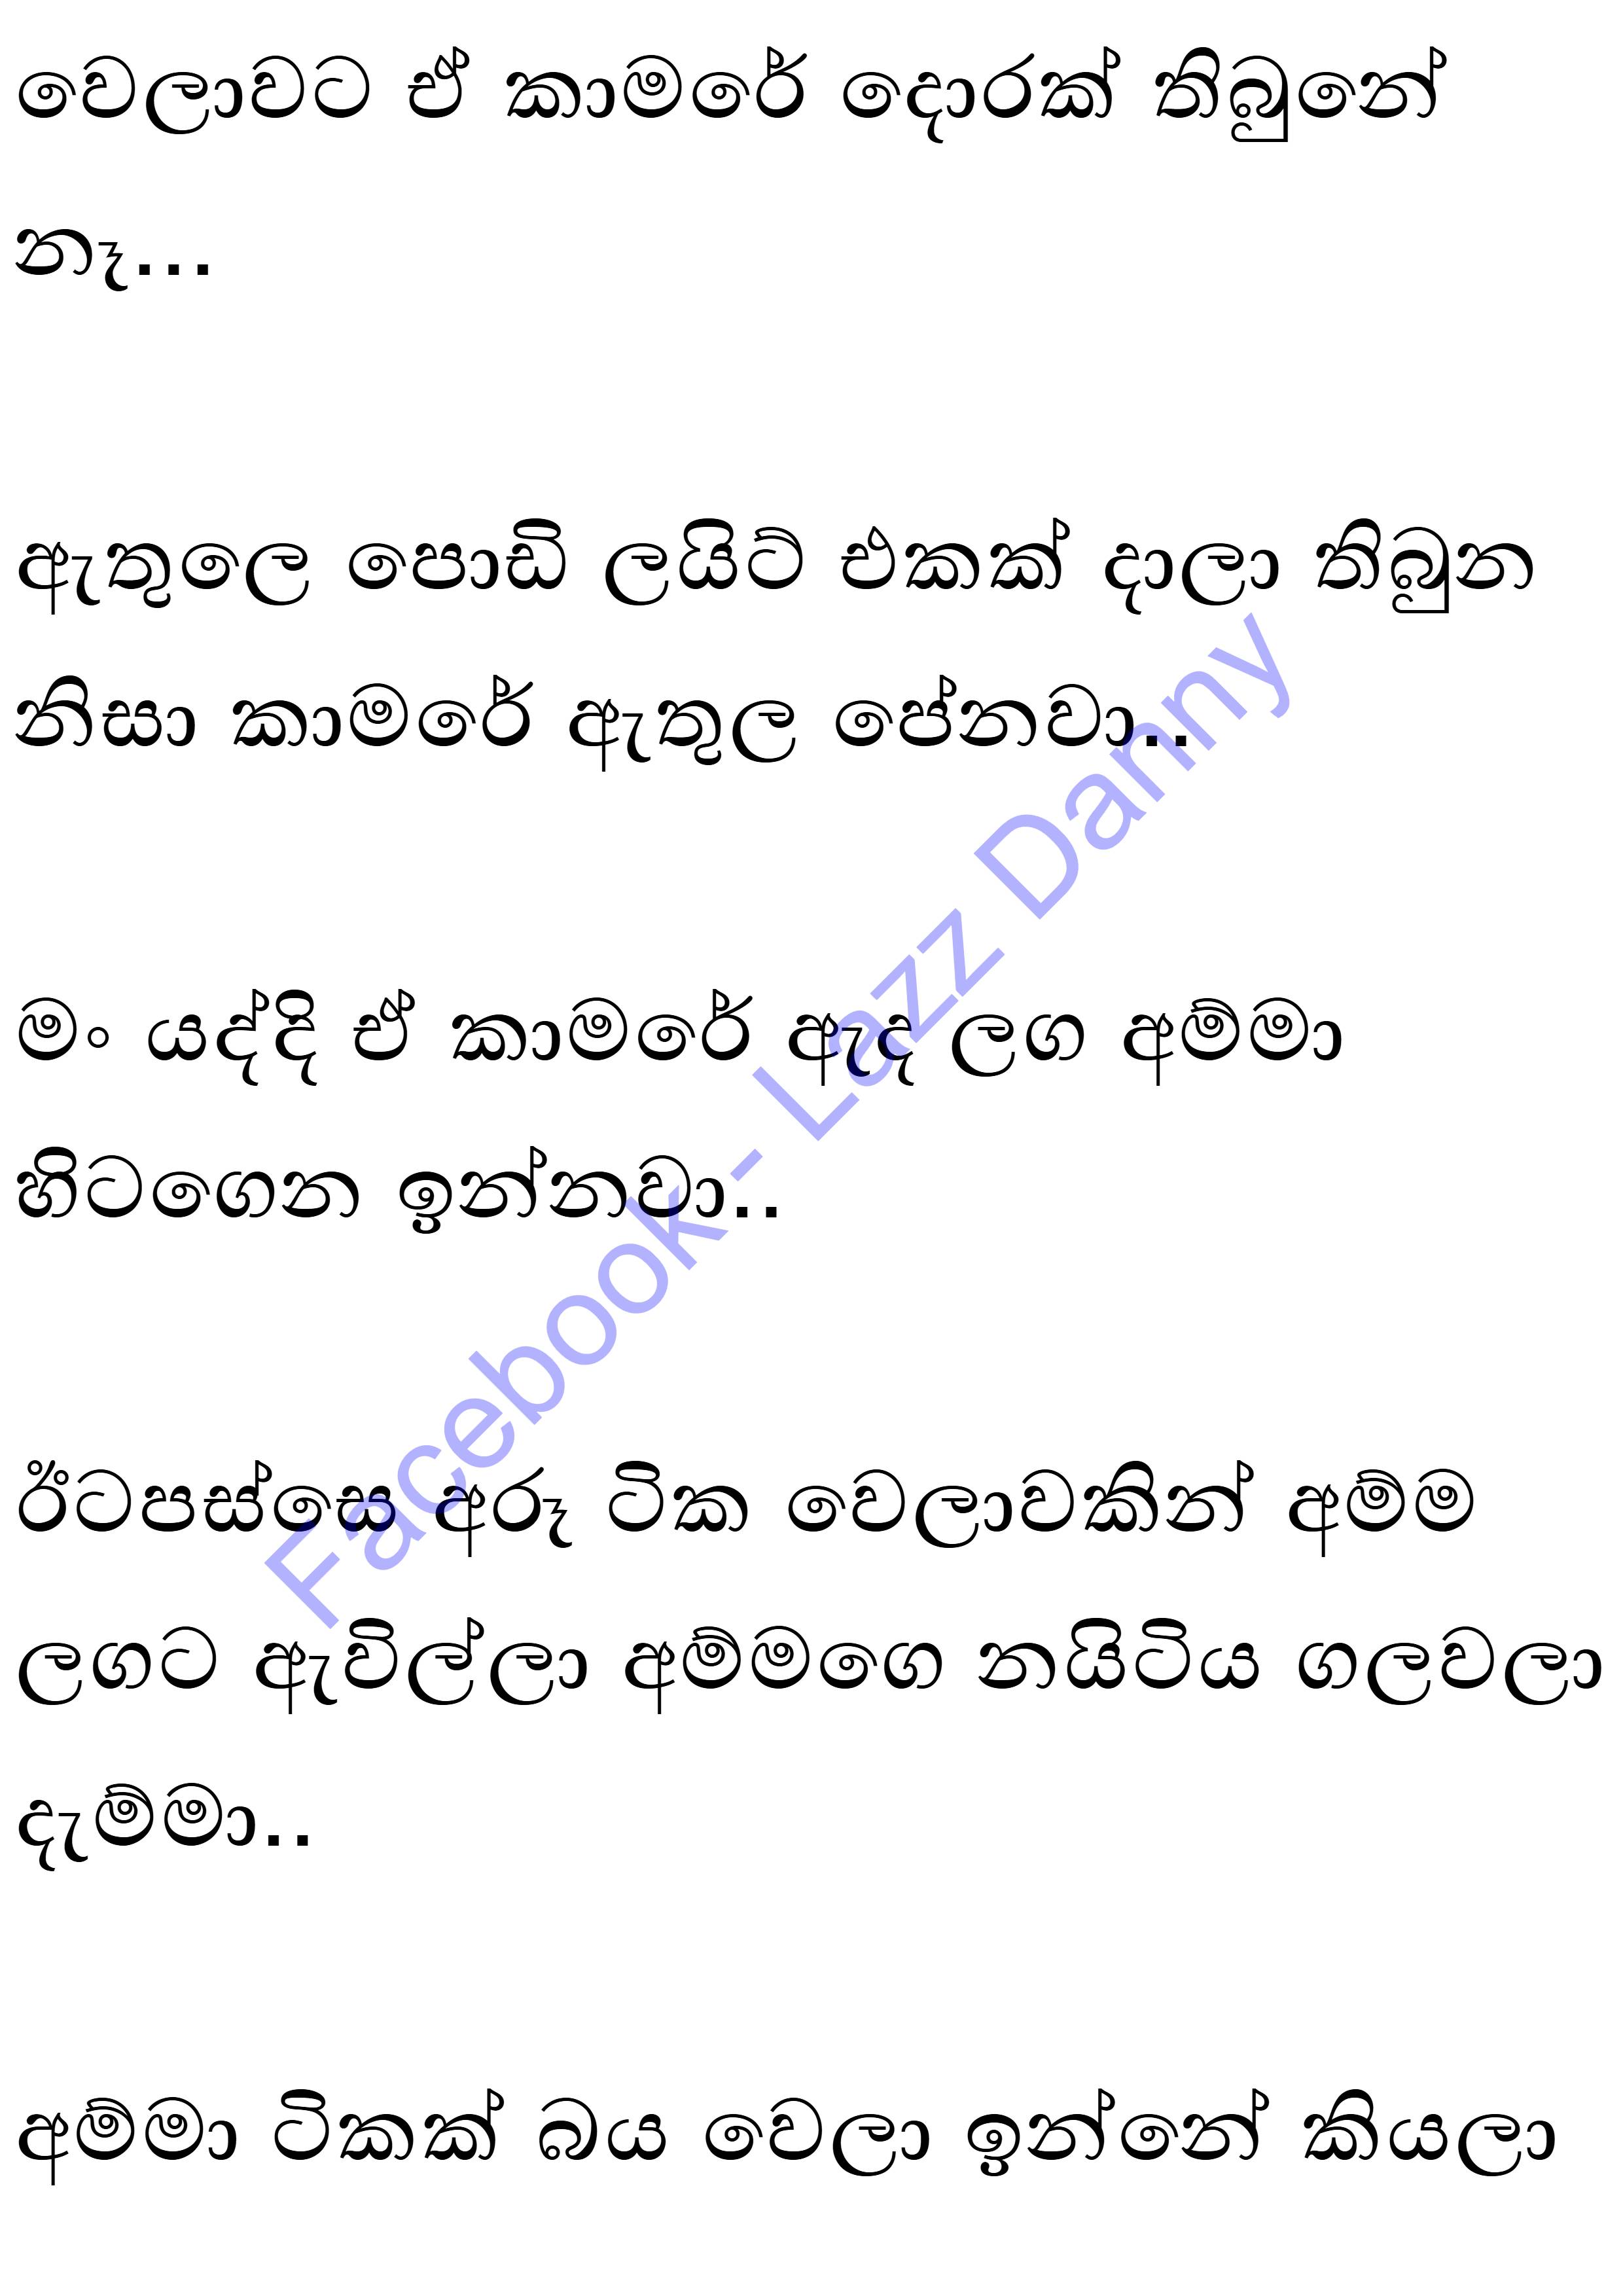 වෙලාවට ඒ කාමරේ දොරක් තිබුනේ
නෑ...
ඇතුලෙ පොඩි ලයිට් එකක් දාලා තිබුන
නිසා කාමරේ ඇතුල පේනවා..
මං යද්දි ඒ කාමරේ ඇඳ ලග අම්මා
හිටගෙන ඉන්නවා..
ඊටපස්සෙ අරූ ටික වෙලාවකින් අම්ම
ලගට ඇවිල්ලා අම්මගෙ නයිටිය ගලවලා
දැම්මා..
අම්මා ටිකක් බය වෙලා ඉන්නේ කියලා
Facebook - Lazz Danny